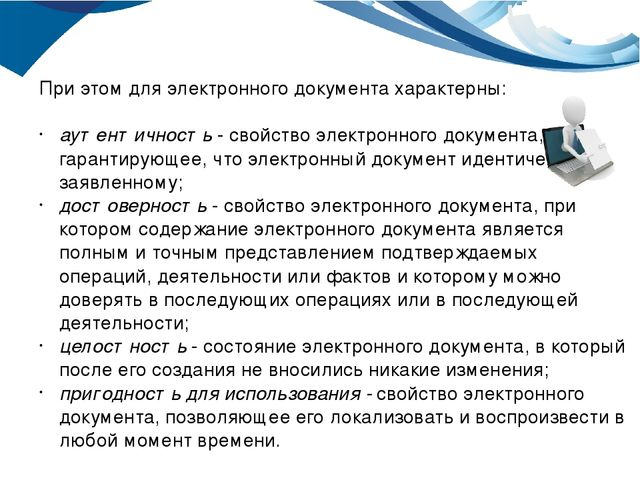 При этом для электронного документа характерны:
· аутентичность - свойство электронного документа,
гарантирующее, что электронный документ идентиче
заявленному;
· достоверность - свойство электронного документа, при
котором содержание электронного документа является
полным и точным представлением подтверждаемых
операций, деятельности или фактов и которому можно
доверять в последующих операциях или в последующей
деятельности;
· целостность - состояние электронного документа, в который
после его создания не вносились никакие изменения;
· пригодность для использования - свойство электронного
документа, позволяющее его локализовать и воспроизвести в
любой момент времени.